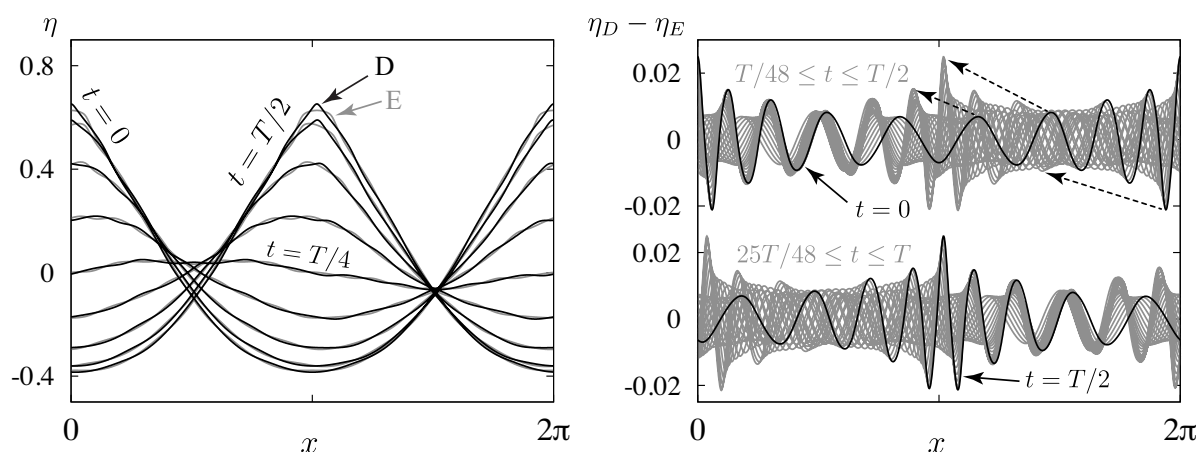 η
0.8
0.4
0
-0.4
0
x
2π
t = 0
t = T/2
t = T/4
D
E
η_D − η_E
0.02
0
-0.02
0.02
0
-0.02
0
x
2π
T/48 ≤ t ≤ T/2
t = 0
25T/48 ≤ t ≤ T
t = T/2